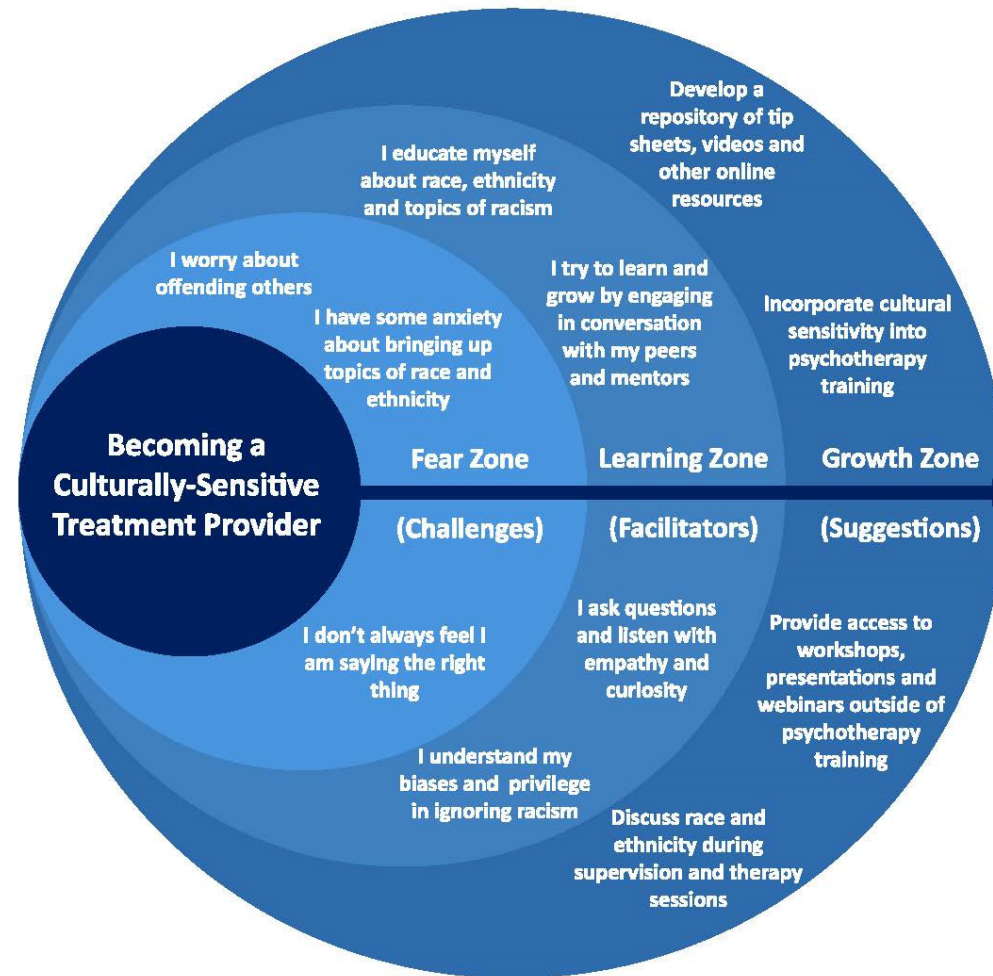 Develop a
repository of tip
sheets, videos and
other online
resources
I educate myself
about race, ethnicity
and topics of racism
I worry about
offending others
I have some anxiety
about bringing up
topics of race and
ethnicity
I try to learn and
grow by engaging
in conversation
with my peers
and mentors
Incorporate cultural
sensitivity into
psychotherapy
training
Becoming a
Culturally-Sensitive
Treatment Provider
Fear Zone
Learning Zone
Growth Zone
(Challenges)
(Facilitators)
(Suggestions)
I don't always feel I
am saying the right
thing
I ask questions
and listen with
empathy and
curiosity
Provide access to
workshops,
presentations and
webinars outside of
psychotherapy
training
I understand my
biases and privilege
in ignoring racism
Discuss race and
ethnicity during
supervision and therapy
sessions